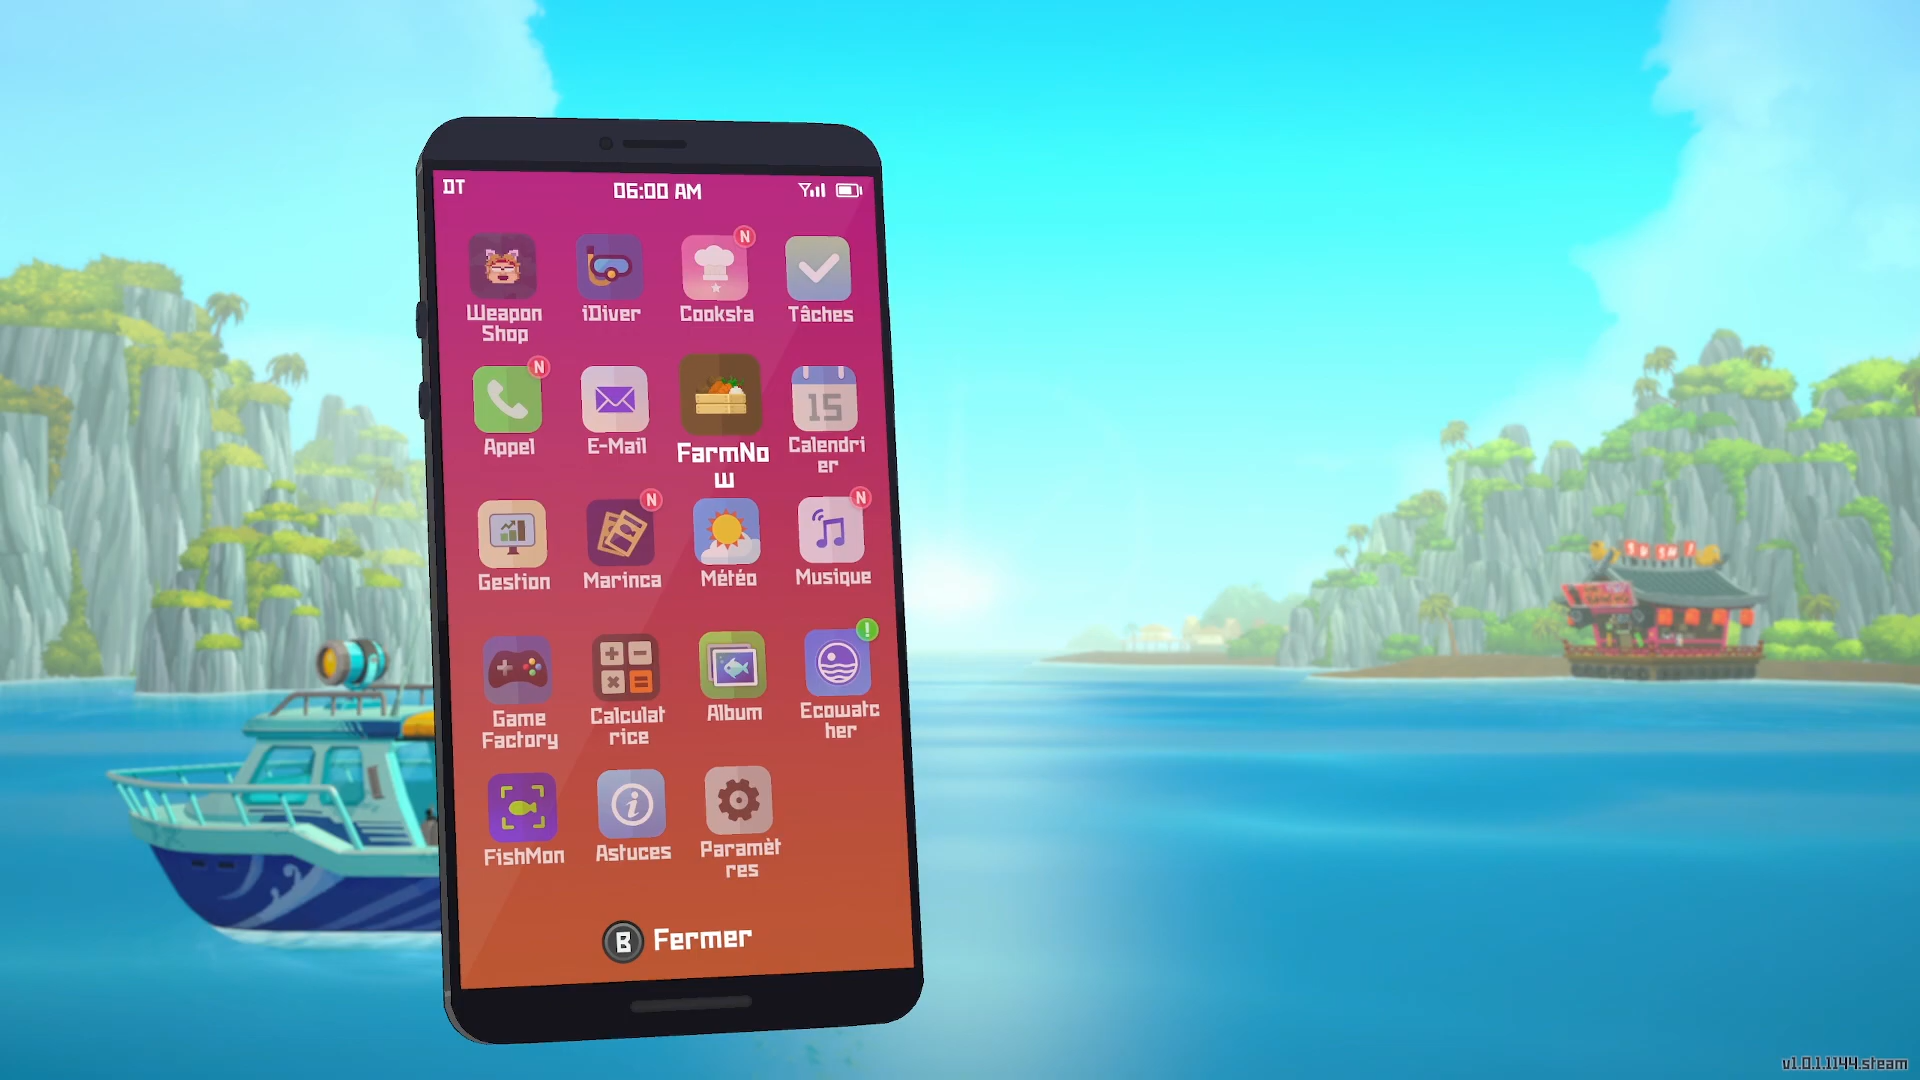 DT
06:00 AM
N
Weapon
Shop
iDiver
Cooksta
Tâches
N
Appel
E-Mail
FarmNo
w
15
Calendri
er
N
N
Gestion
Marinca
Météo
Musique
!
Game
Factory
Calculat
rice
Album
Ecowatc
her
FishMon
Astuces
Paramèt
res
B Fermer
SUSHI
v1.0.1.1144.steam